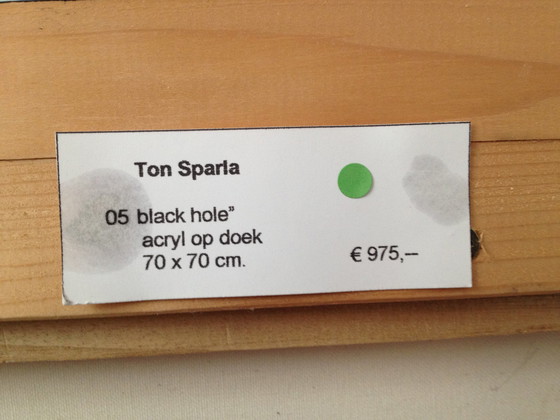 Ton Sparla
05 black hole”
acryl op doek
70 x 70 cm.
€ 975,--